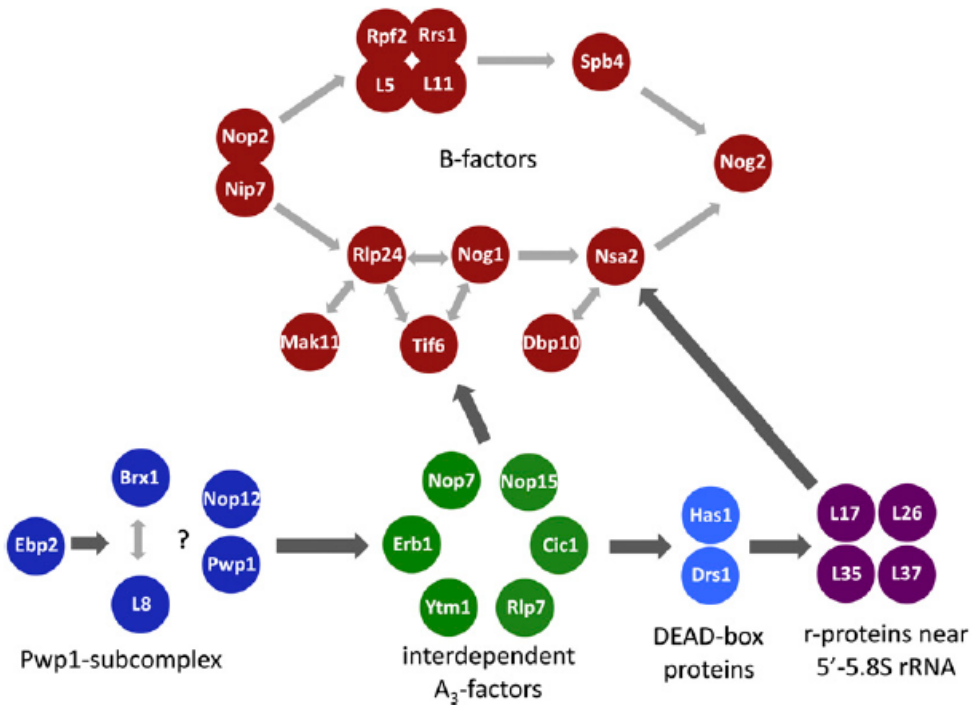 Rpf2 Rrs1
L5 L11
Spb4
Nop2
Nip7
B-factors
Nog2
Rlp24 Nog1 Nsa2
Mak11 Tif6 Dbp10
Brx1
Nop12
Ebp2
?
Pwp1
L8
Pwp1-subcomplex
Nop7 Nop15
Erb1 Cic1
Ytm1 Rlp7
interdependent
A₃-factors
Has1
Drs1
DEAD-box
proteins
L17 L26
L35 L37
r-proteins near
5′-5.8S rRNA